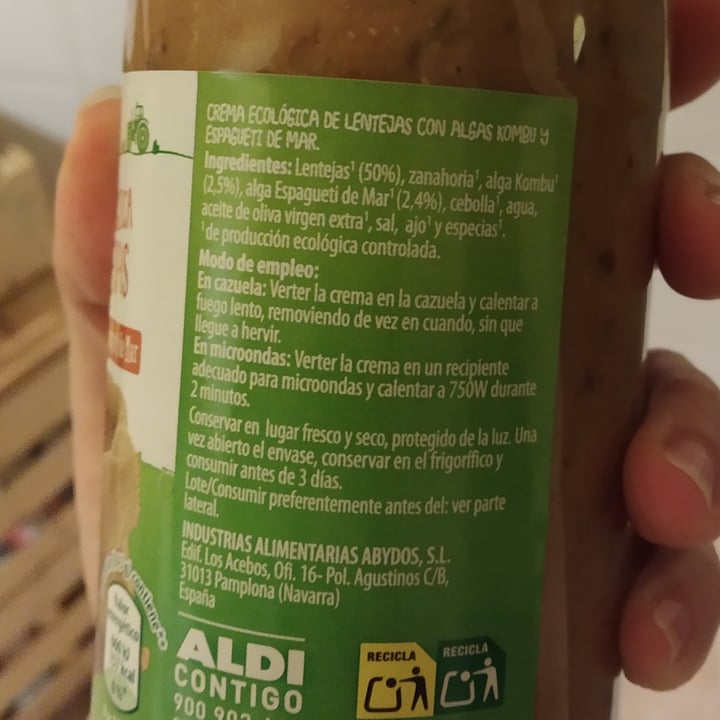 CREMA ECOLÓGICA DE LENTEJAS CON ALGAS KOMBU Y
ESPAGUETI DE MAR.
Ingredientes: Lentejas¹ (50%), zanahoria¹, alga Kombu¹
(2,5%), alga Espagueti de Mar¹ (2,4%), cebolla¹, agua,
aceite de oliva virgen extra¹, sal, ajo¹ y especias¹.
¹de producción ecológica controlada.
Modo de empleo:
En cazuela: Verter la crema en la cazuela y calentar a
fuego lento, removiendo de vez en cuando, sin que
llegue a hervir.
En microondas: Verter la crema en un recipiente
adecuado para microondas y calentar a 750W durante
2 minutos.
Conservar en lugar fresco y seco, protegido de la luz. Una
vez abierto el envase, conservar en el frigorífico y
consumir antes de 3 días.
Lote/Consumir preferentemente antes del: ver parte
lateral.
INDUSTRIAS ALIMENTARIAS ABYDOS, S.L.
Edif. Los Acebos, Ofi. 16- Pol. Agustinos C/B,
31013 Pamplona (Navarra)
España
ALDI
CONTIGO
900 902
RECICLA
RECICLA
Mar
contiene
Valor
energético